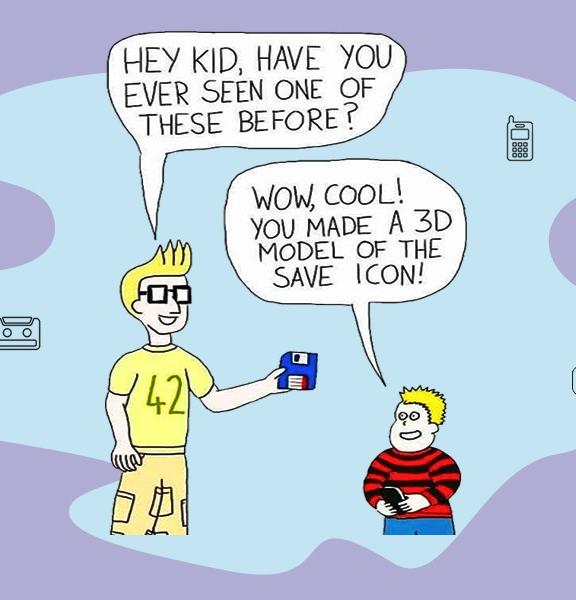 HEY KID, HAVE YOU
EVER SEEN ONE OF
THESE BEFORE?
WOW, COOL!
YOU MADE A 3D
MODEL OF THE
SAVE ICON!
42